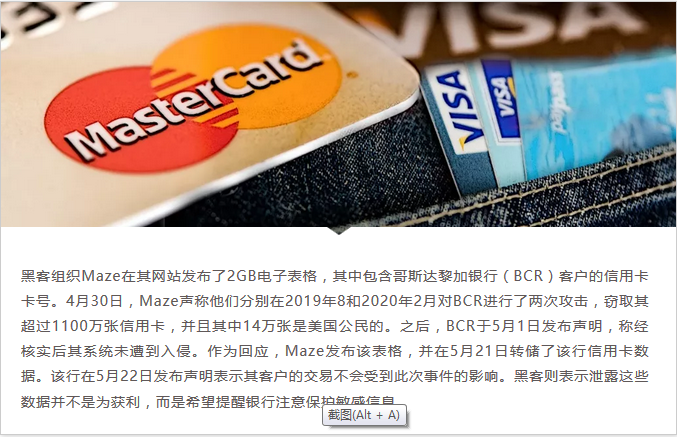 VISA
MasterCard
VISA
VISA
黑客组织Maze在其网站发布了2GB电子表格，其中包含哥斯达黎加银行（BCR）客户的信用卡
卡号。4月30日，Maze声称他们分别在2019年8和2020年2月对BCR进行了两次攻击，窃取其
超过1100万张信用卡，并且其中14万张是美国公民的。之后，BCR于5月1日发布声明，称经
核实后其系统未遭到入侵。作为回应，Maze发布该表格，并在5月21日转储了该行信用卡数
据。该行在5月22日发布声明表示其客户的交易不会受到此次事件的影响。黑客则表示泄露这些
数据并不是为获利，而是希望提醒银行注意保护敏感信息
截图(Alt + A)